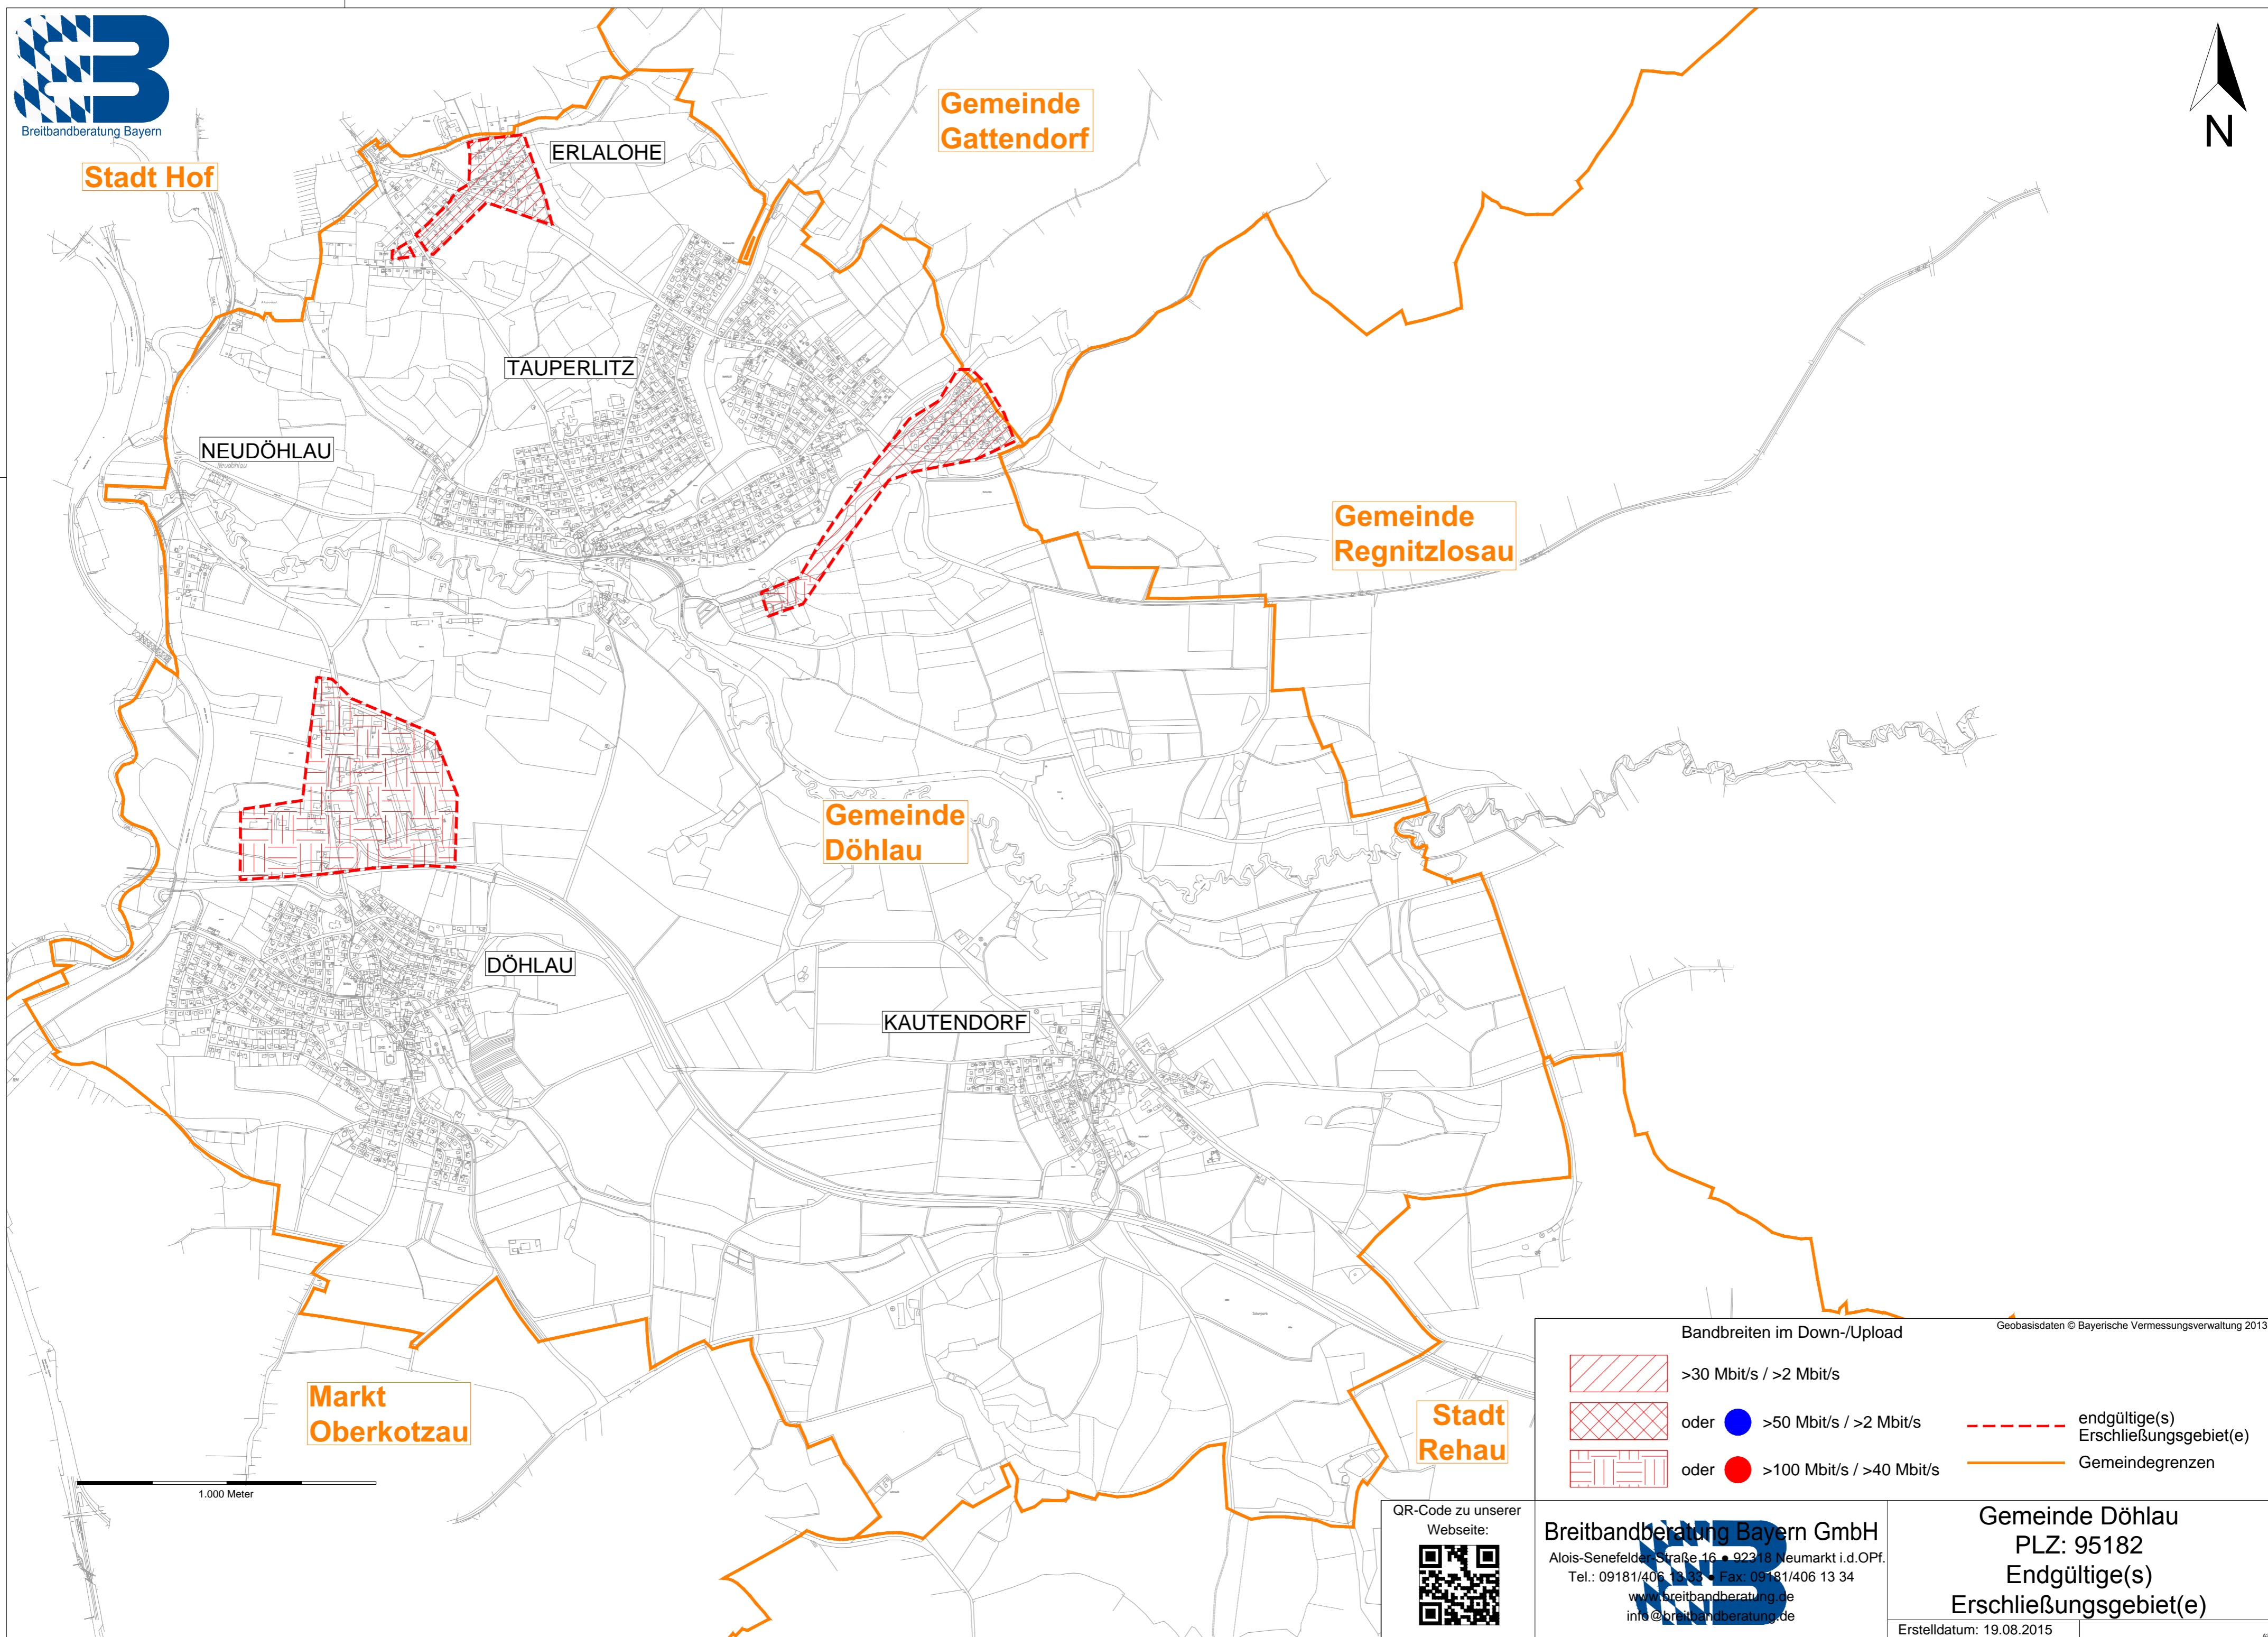 Breitbandberatung Bayern
Stadt Hof
ERLALOHE
Gemeinde
Gattendorf
N
TAUPERLITZ
NEUDÖHLAU
Neudöhlau
Gemeinde
Regnitzlosau
Gemeinde
Döhlau
DÖHLAU
KAUTENDORF
Markt
Oberkotzau
Stadt
Rehau
1.000 Meter
Bandbreiten im Down-/Upload
Geobasisdaten © Bayerische Vermessungsverwaltung 2013
>30 Mbit/s / >2 Mbit/s
oder >50 Mbit/s / >2 Mbit/s
oder >100 Mbit/s / >40 Mbit/s
endgültige(s)
Erschließungsgebiet(e)
Gemeindegrenzen
QR-Code zu unserer
Webseite:
Breitbandberatung Bayern GmbH
Alois-Senefelder-Straße 16 ● 92318 Neumarkt i.d.OPf.
Tel.: 09181/406 13 33 ● Fax: 09181/406 13 34
www.breitbandberatung.de
info@breitbandberatung.de
Gemeinde Döhlau
PLZ: 95182
Endgültige(s)
Erschließungsgebiet(e)
Erstelldatum: 19.08.2015